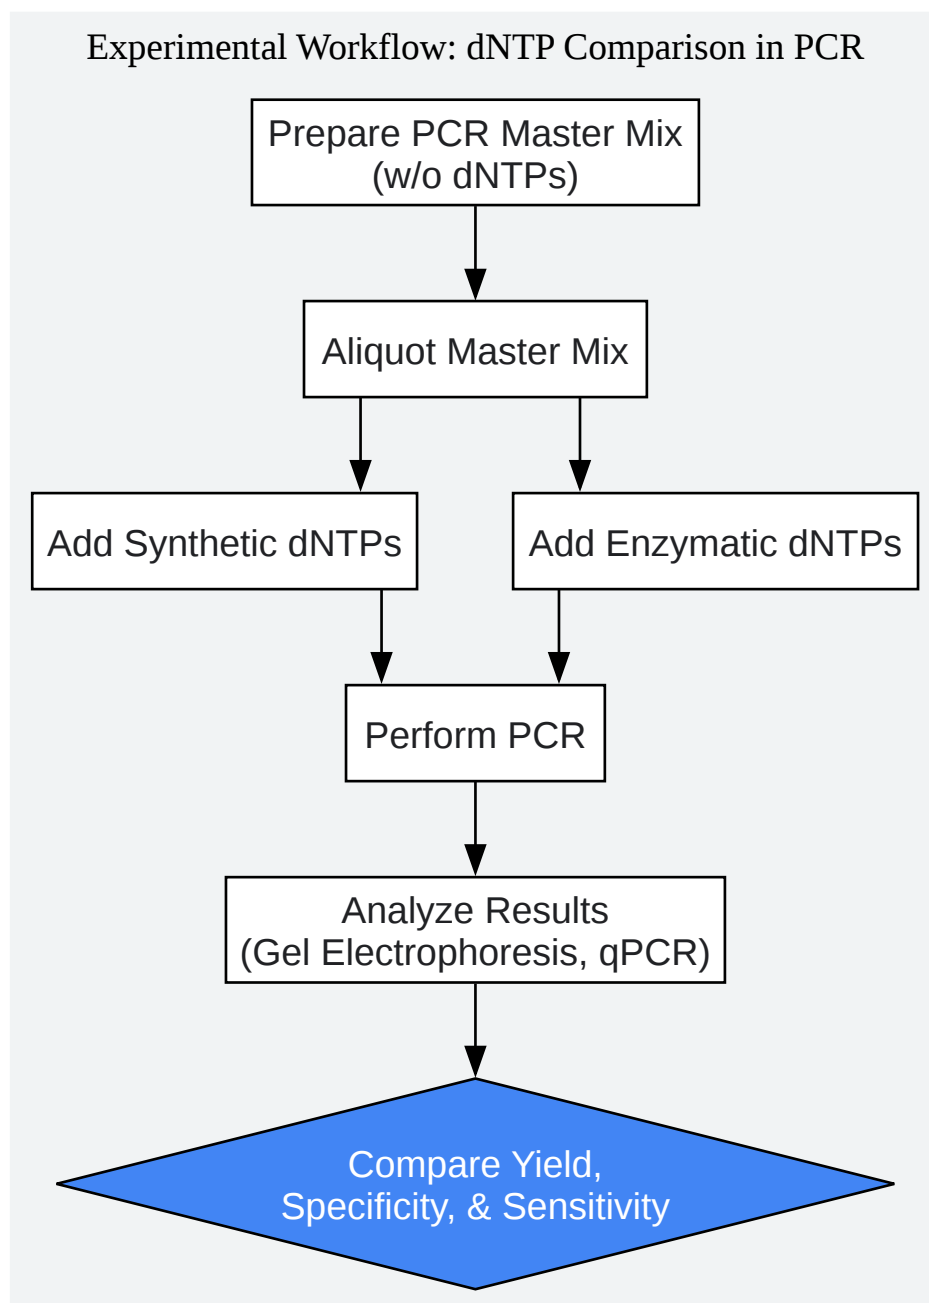 Experimental Workflow: dNTP Comparison in PCR
Prepare PCR Master Mix
(w/o dNTPs)
Aliquot Master Mix
Add Synthetic dNTPs
Add Enzymatic dNTPs
Perform PCR
Analyze Results
(Gel Electrophoresis, qPCR)
Compare Yield,
Specificity, & Sensitivity